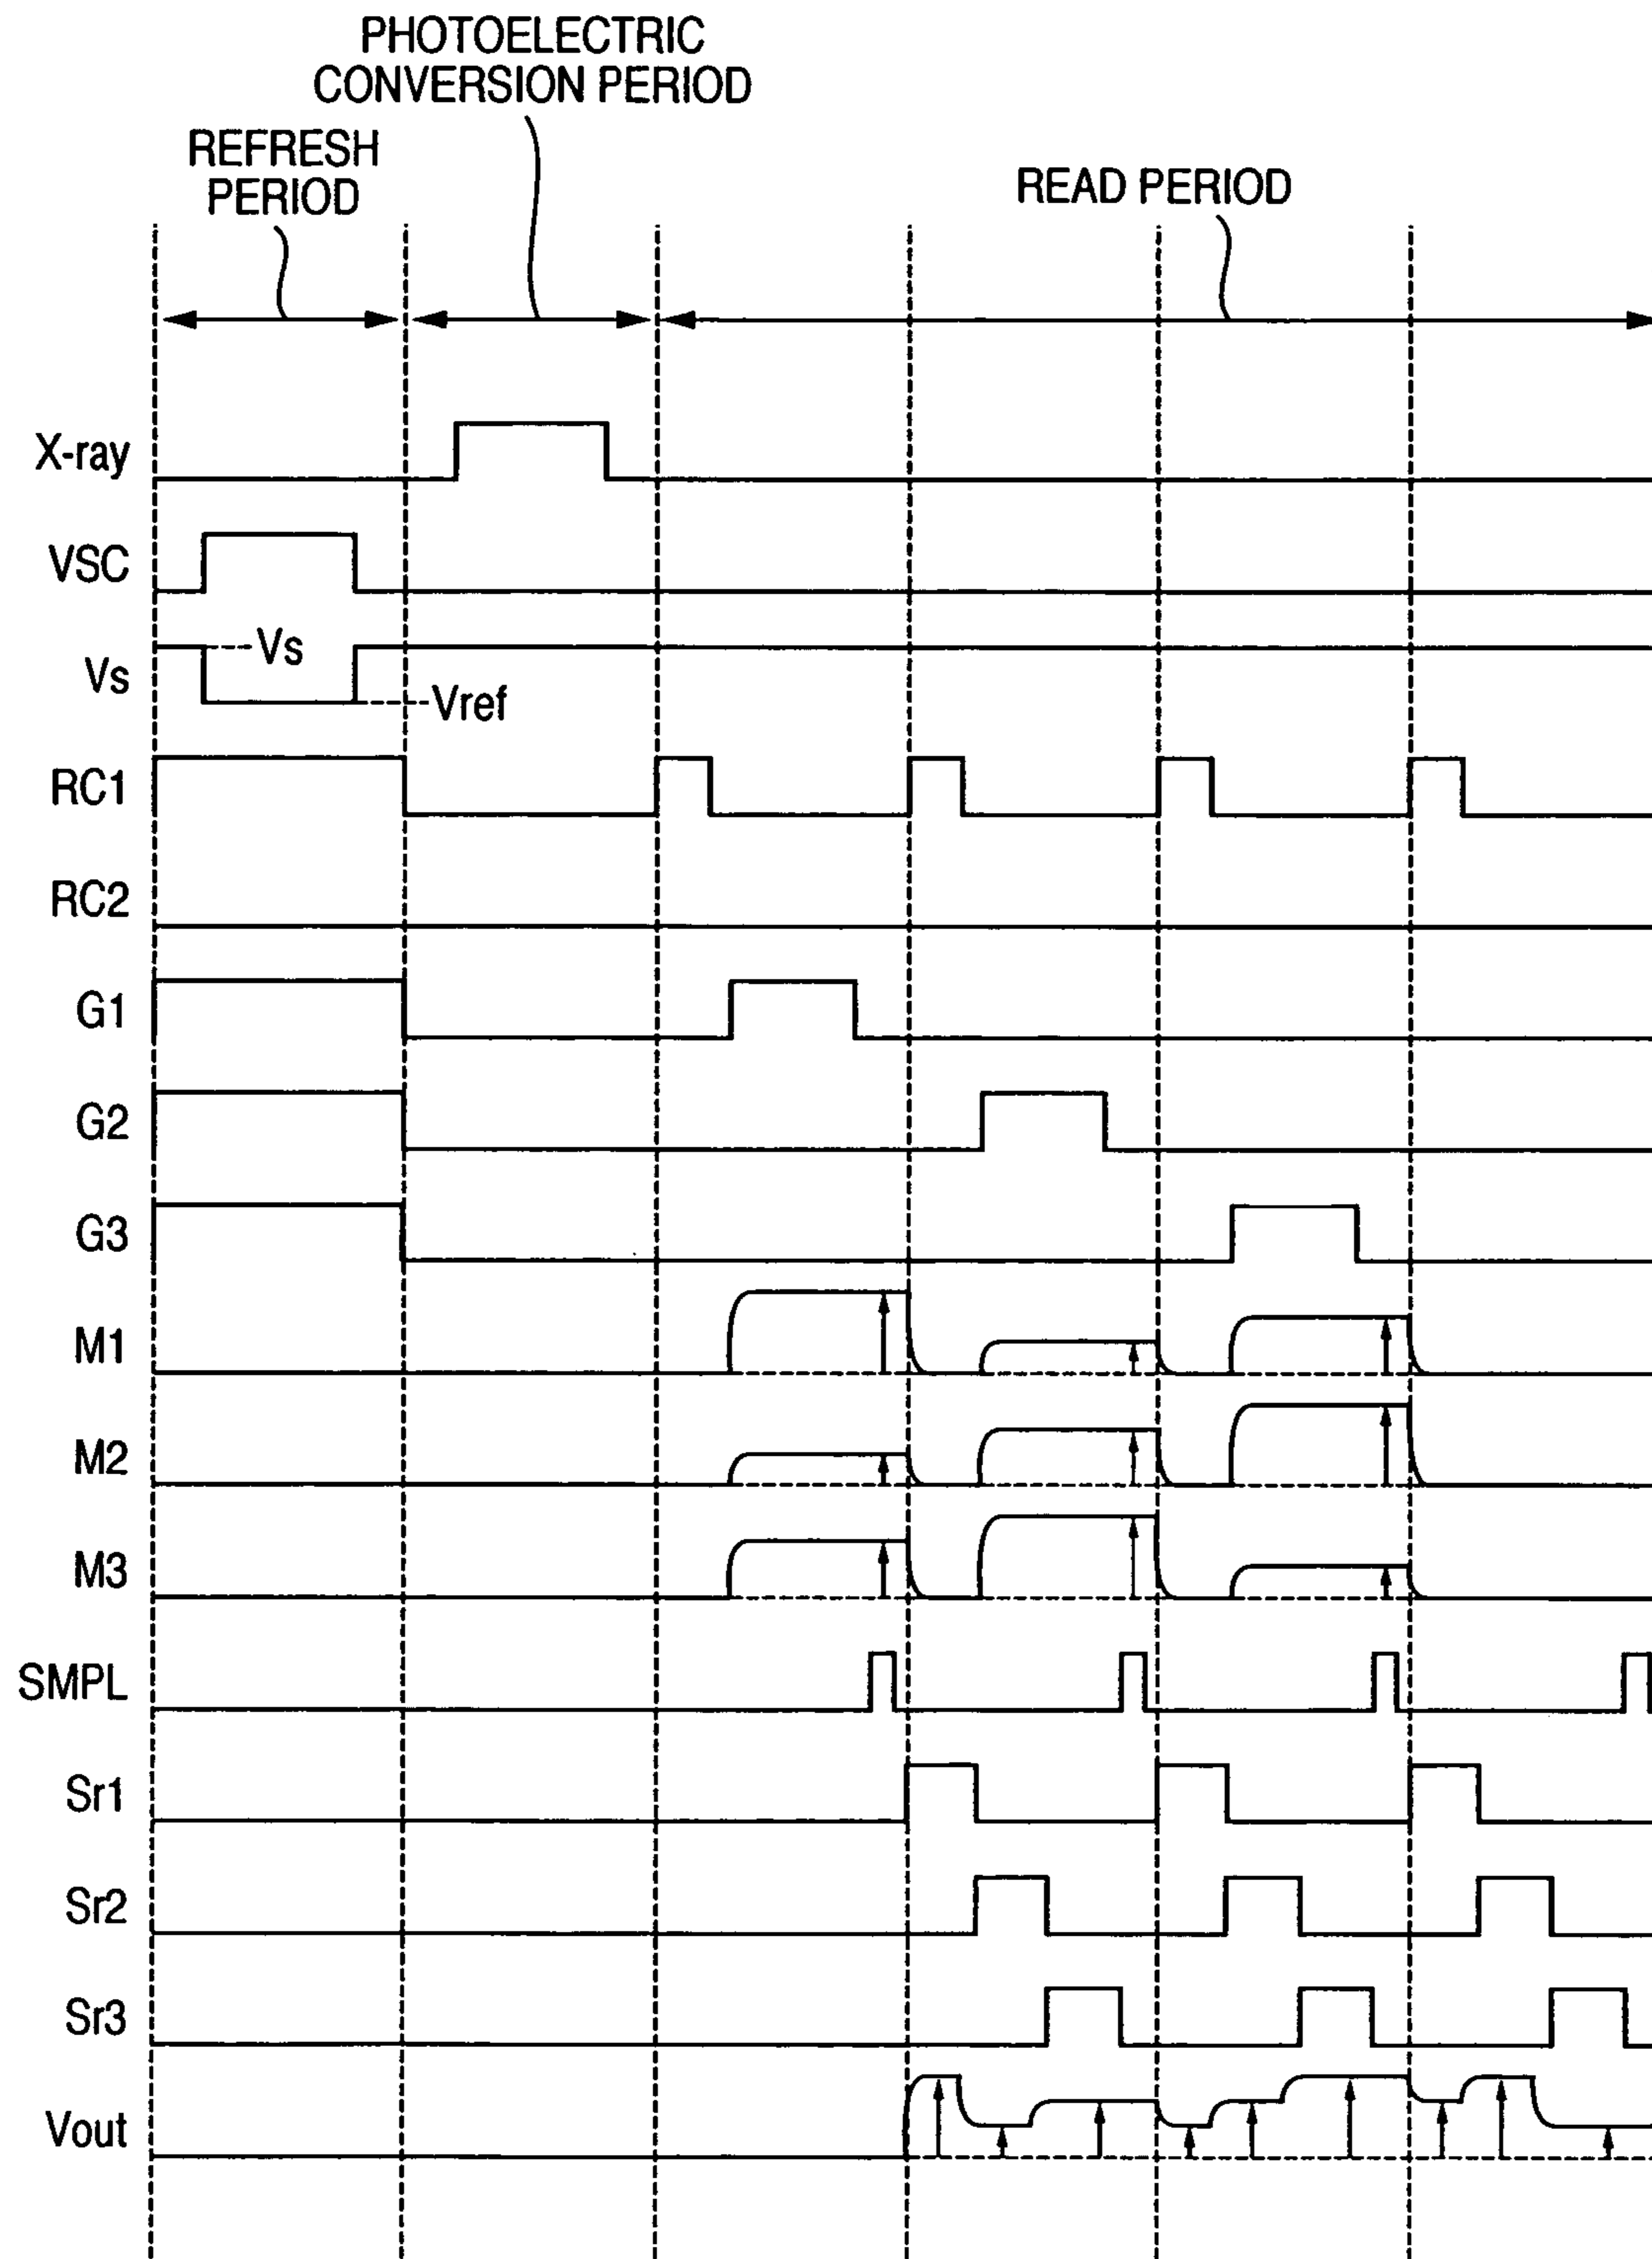 PHOTOELECTRIC
CONVERSION PERIOD
REFRESH
PERIOD
READ PERIOD
X-ray
VSC
Vs
Vs
Vref
RC1
RC2
G1
G2
G3
M1
M2
M3
SMPL
Sr1
Sr2
Sr3
Vout